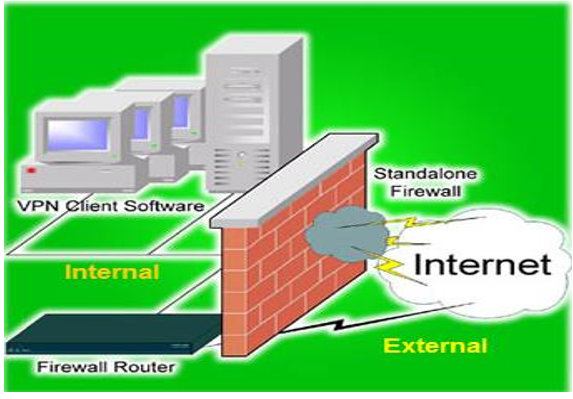 Standalone
Firewall
VPN Client Software
Internal
Internet
External
Firewall Router